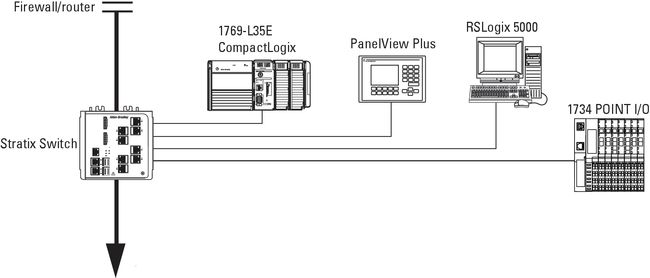 Firewall/router
1769-L35E
CompactLogix
PanelView Plus
RSLogix 5000
1734 POINT I/O
Stratix Switch